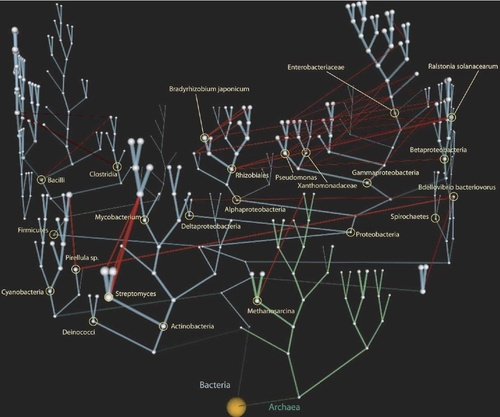 Enterobacteriaceae
Ralstonia solanacearum
Bradyrhizobium japonicum
Betaproteobacteria
Bacilli
Clostridia
Rhizobiales
Pseudomonas
Gammaproteobacteria
Xanthomonadaceae
Bdellovibrio bacteriovorus
Alphaproteobacteria
Mycobacterium
Deltaproteobacteria
Spirochaetes
Firmicutes
Proteobacteria
Pirellula sp.
Cyanobacteria
Streptomyces
Methanosarcina
Deinococci
Actinobacteria
Bacteria
Archaea